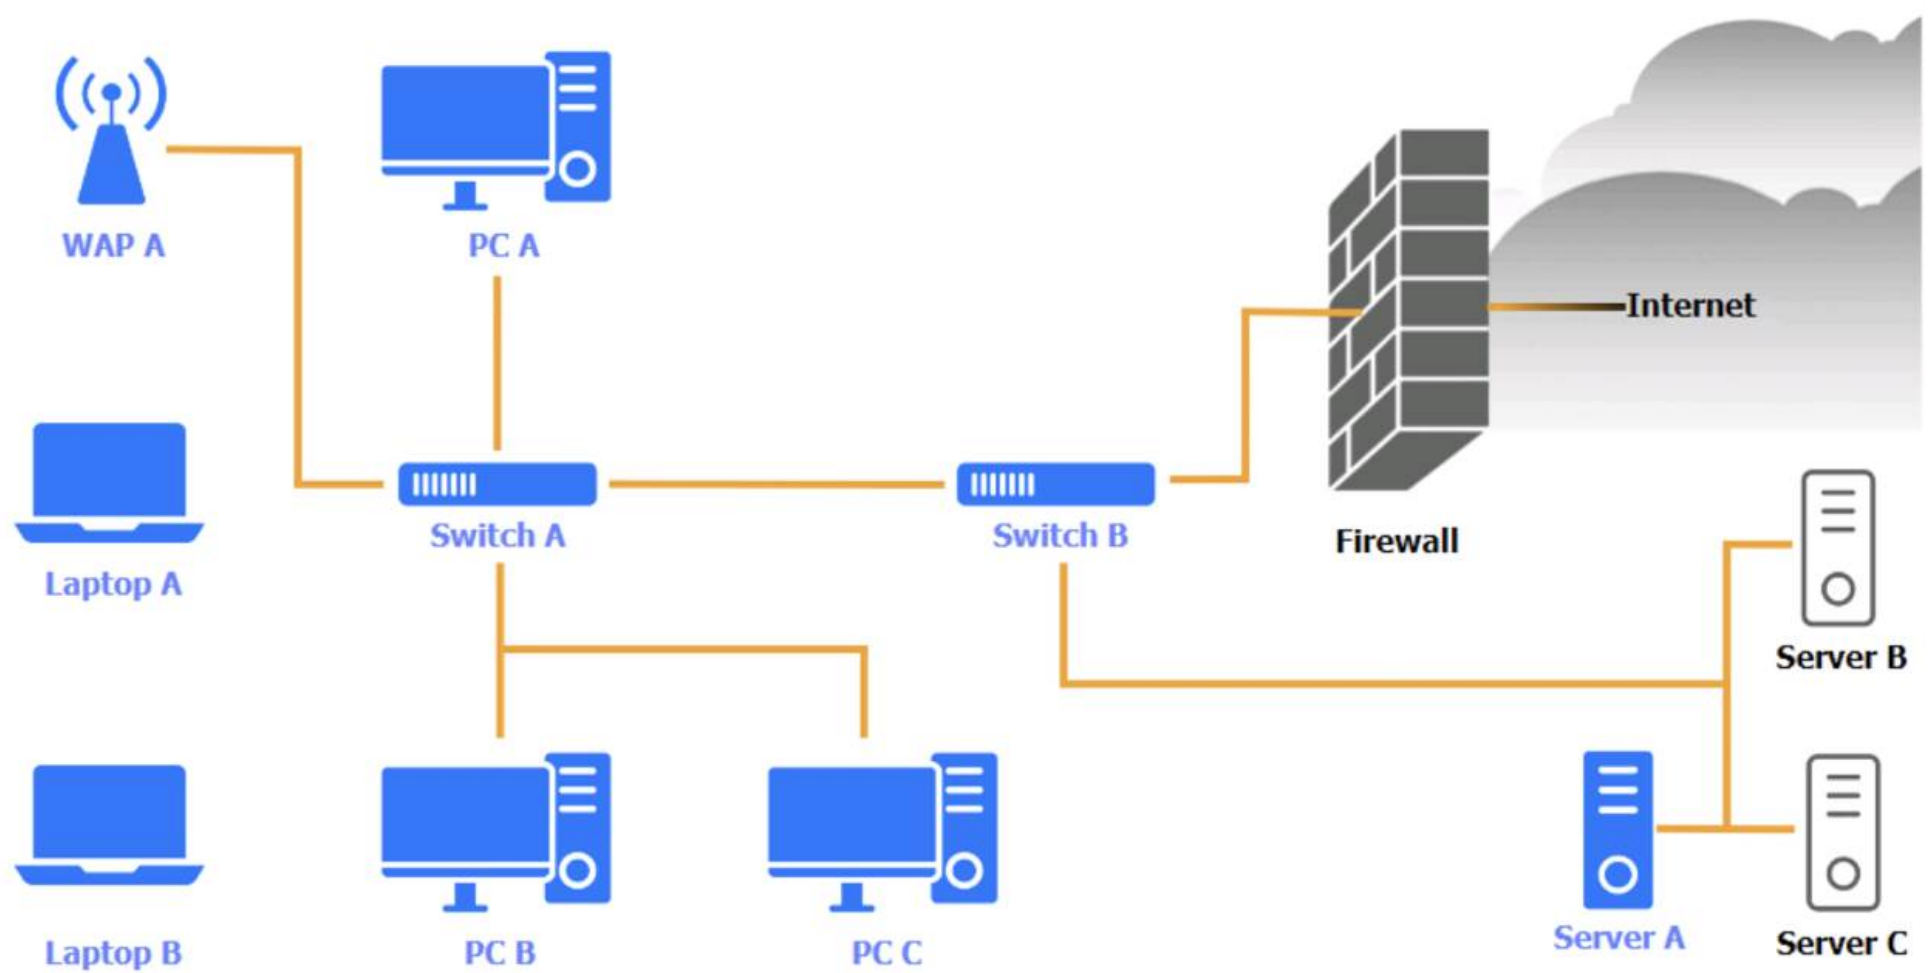 WAP A
PC A
Internet
Switch A
Switch B
Firewall
Laptop A
Server B
Laptop B
PC B
PC C
Server A
Server C